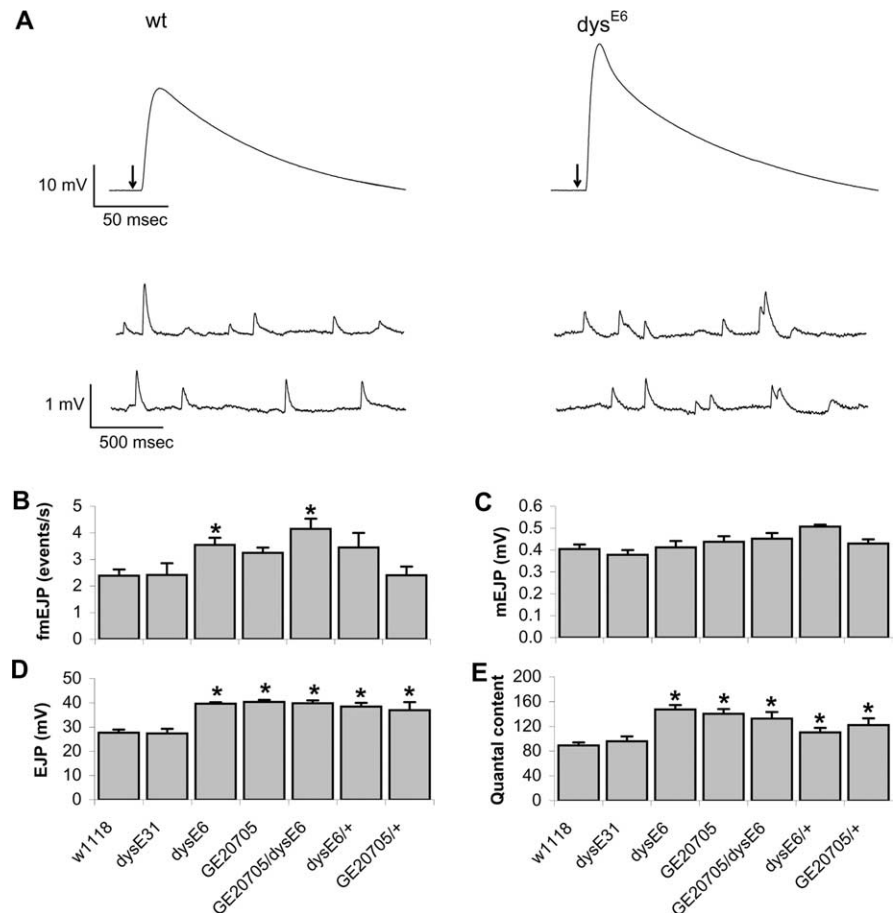 A
wt
dysE6
10 mV
50 msec
1 mV
500 msec
B
fmEJP (events/s)
5
4
3
2
1
0
*
*
C
mEJP (mV)
0.6
0.5
0.4
0.3
0.2
0.1
0.0
D
EJP (mV)
50
40
30
20
10
0
*
*
*
*
*
w1118
dysE31
dysE6
GE20705
GE20705/dysE6
dysE6/+
GE20705/+
E
Quantal content
200
160
120
80
40
0
*
*
*
*
*
w1118
dysE31
dysE6
GE20705
GE20705/dysE6
dysE6/+
GE20705/+